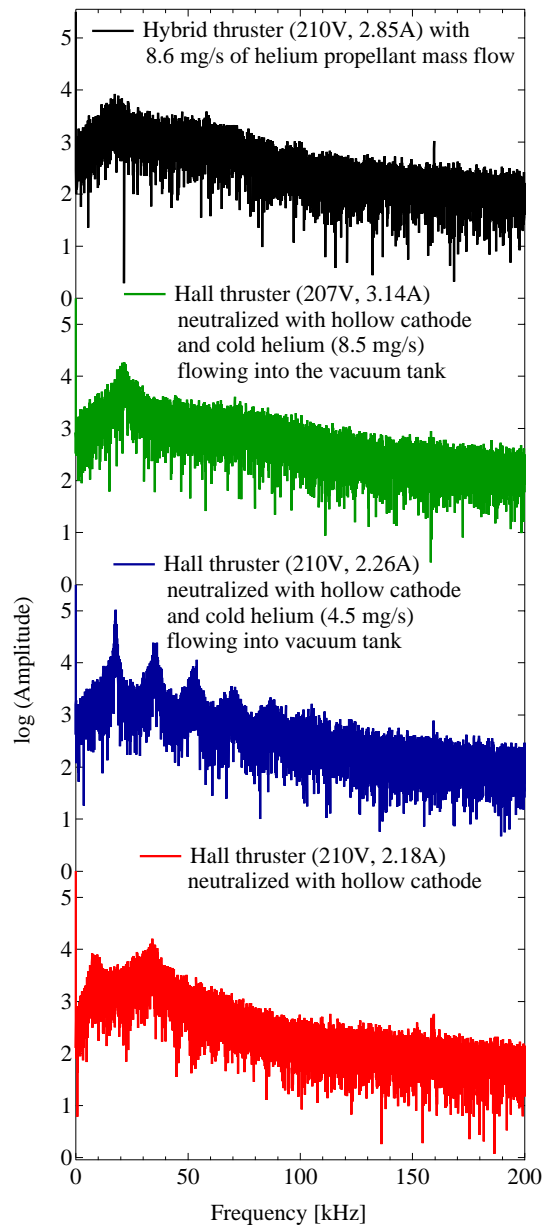 5
Hybrid thruster (210V, 2.85A) with
8.6 mg/s of helium propellant mass flow
4
3
2
1
0
Hall thruster (207V, 3.14A)
neutralized with hollow cathode
and cold helium (8.5 mg/s)
flowing into the vacuum tank
5
4
3
2
1
0
Hall thruster (210V, 2.26A)
neutralized with hollow cathode
and cold helium (4.5 mg/s)
flowing into vacuum tank
5
4
3
2
1
0
Hall thruster (210V, 2.18A)
neutralized with hollow cathode
5
4
3
2
1
0
log (Amplitude)
0 50 100 150 200
Frequency [kHz]